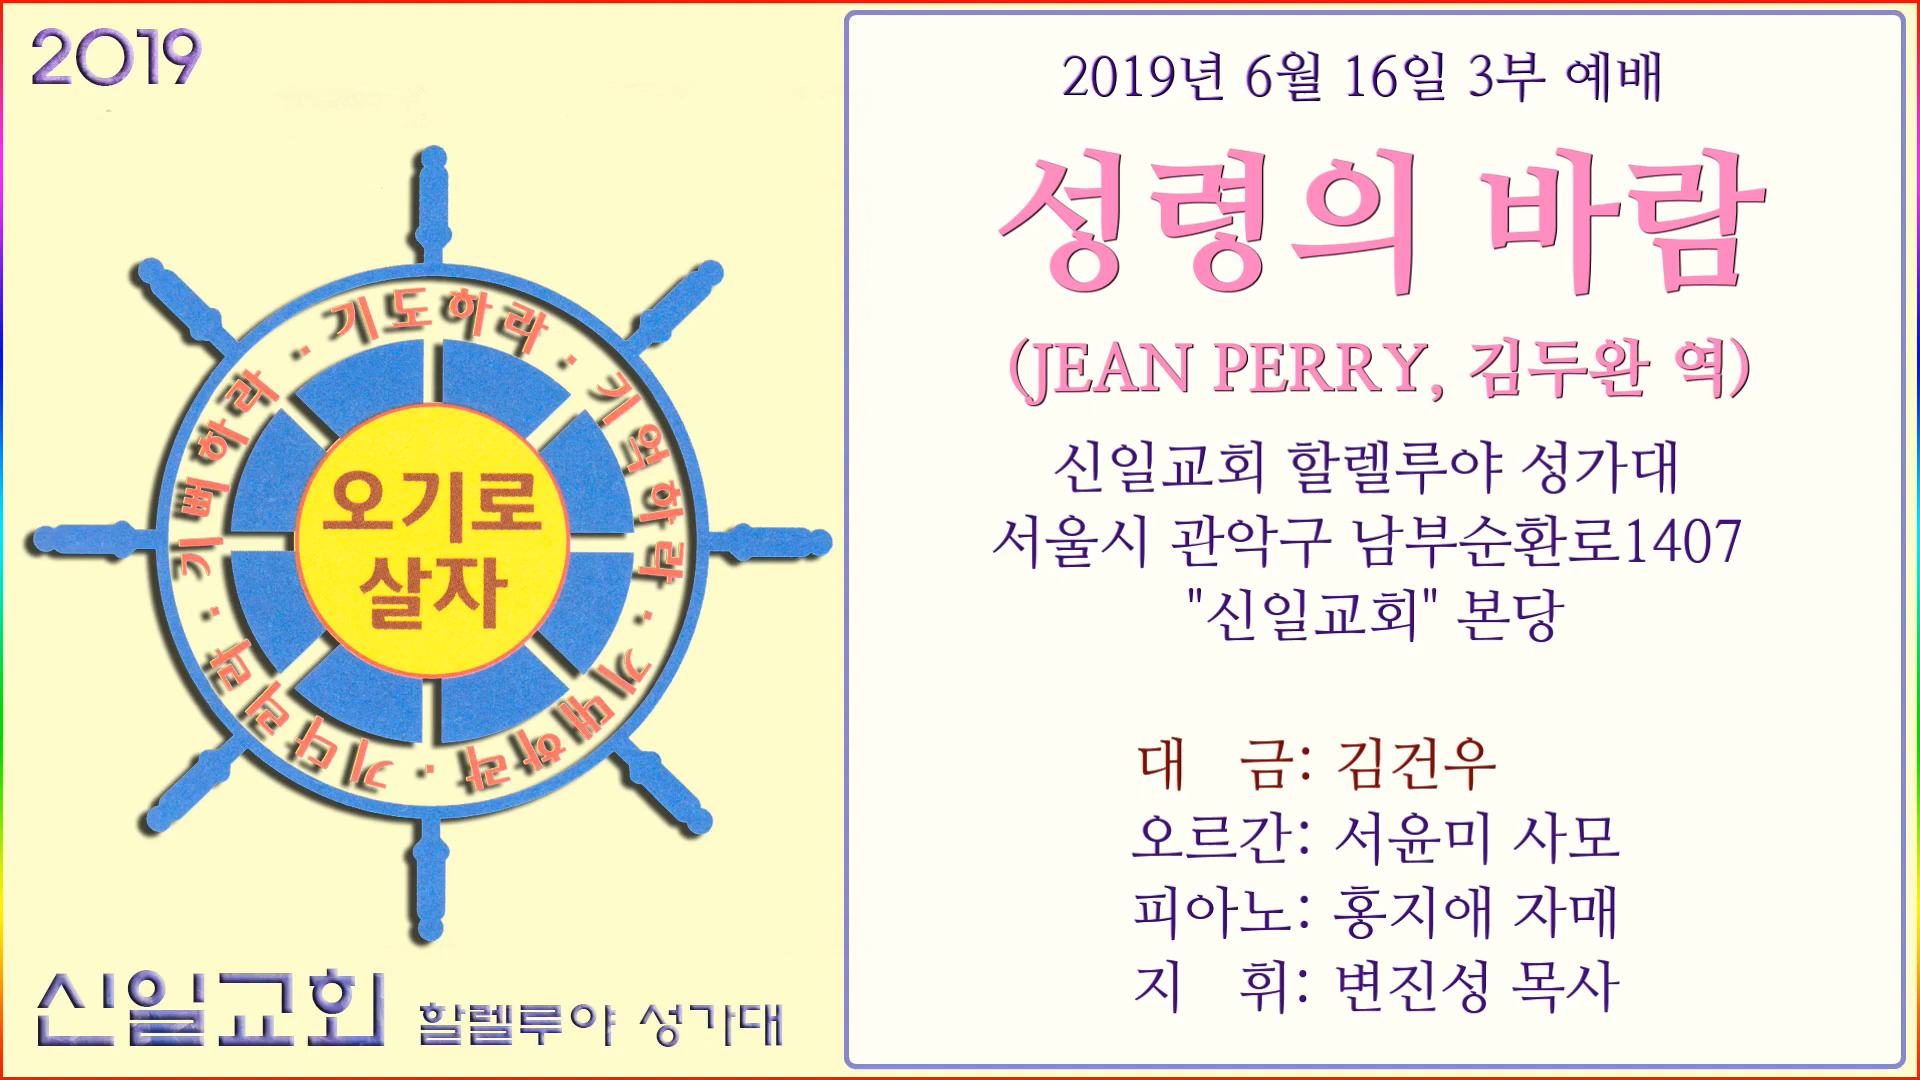 2019
기도하라 · 기억하라 · 기대하라 · 기다리라 · 기뻐하라 ·
오기로
살자
신일교회 할렐루야 성가대
2019년 6월 16일 3부 예배
성령의 바람
(JEAN PERRY, 김두완 역)
신일교회 할렐루야 성가대
서울시 관악구 남부순환로1407
"신일교회" 본당
대 금: 김건우
오르간: 서윤미 사모
피아노: 홍지애 자매
지 휘: 변진성 목사